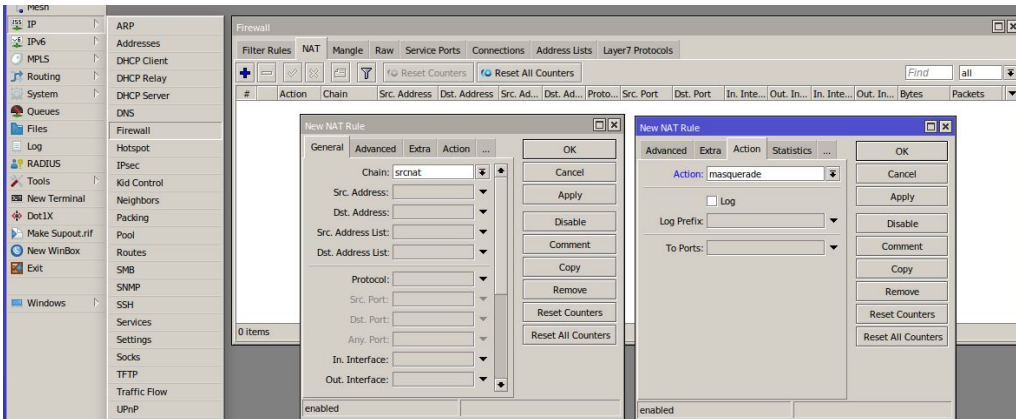 Mesh
IP
IPv6
MPLS
Routing
System
Queues
Files
Log
RADIUS
Tools
New Terminal
Dot1X
Make Supout.rif
New WinBox
Exit
Windows
ARP
Addresses
DHCP Client
DHCP Relay
DHCP Server
DNS
Firewall
Hotspot
IPsec
Kid Control
Neighbors
Packing
Pool
Routes
SMB
SNMP
SSH
Services
Settings
Socks
TFTP
Traffic Flow
UPnP
Firewall
Filter Rules NAT Mangle Raw Service Ports Connections Address Lists Layer7 Protocols
Reset Counters Reset All Counters Find all
# Action Chain Src. Address Dst. Address Src. Ad... Dst. Ad... Proto... Src. Port Dst. Port In. Inte... Out. In... In. Inte... Out. In... Bytes Packets
0 items
New NAT Rule
General Advanced Extra Action ...
Chain: srcnat
Src. Address:
Dst. Address:
Src. Address List:
Dst. Address List:
Protocol:
Src. Port:
Dst. Port:
Any. Port:
In. Interface:
Out. Interface:
OK
Cancel
Apply
Disable
Comment
Copy
Remove
Reset Counters
Reset All Counters
enabled
New NAT Rule
Advanced Extra Action Statistics ...
Action: masquerade
Log
Log Prefix:
To Ports:
OK
Cancel
Apply
Disable
Comment
Copy
Remove
Reset Counters
Reset All Counters
enabled